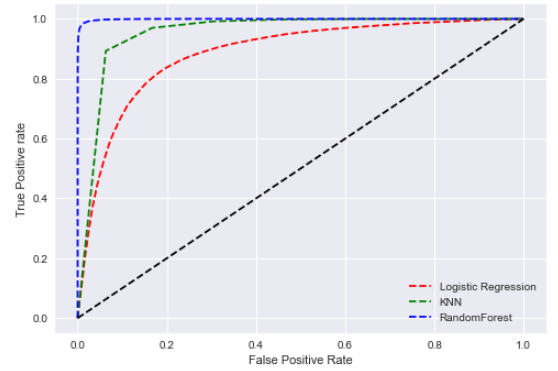 1.0
0.8
0.6
0.4
0.2
0.0
True Positive rate
Logistic Regression
KNN
RandomForest
0.0 0.2 0.4 0.6 0.8 1.0
False Positive Rate